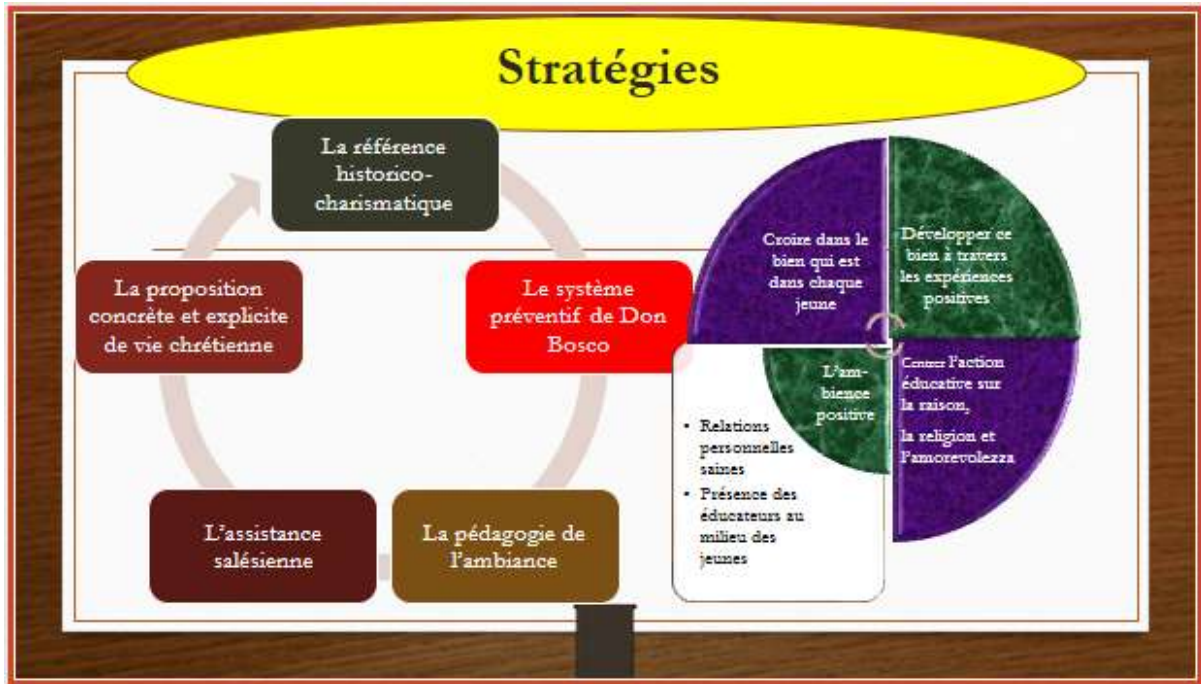 Stratégies
La référence
historico-
charismatique
Le système
préventif de Don
Bosco
La pédagogie de
l'ambiance
L'assistance
salésienne
La proposition
concrète et explicite
de vie chrétienne
Croire dans le
bien qui est
dans chaque
jeune
Développer ce
bien à travers
les expériences
positives
Centrer l'action
éducative sur
la raison,
la religion et
l'amorevolezza
L'am-
bience
positive
• Relations
personnelles
saines
• Présence des
éducateurs au
milieu des
jeunes